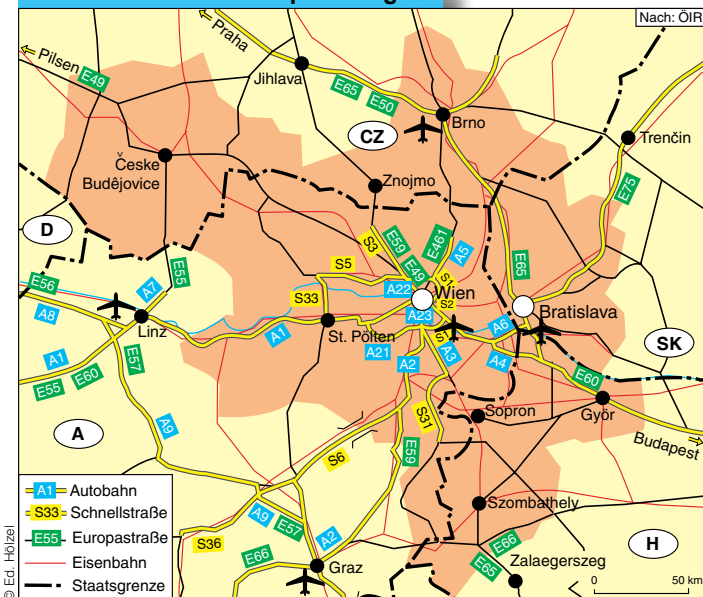 Nach: ÖIR
Praha
Pilsen
E49
Jihlava
E65
E50
Brno
CZ
Trenčin
Česke
Budějovice
Znojmo
E75
D
S3
E59
E49
E461
A5
E55
E65
E56
A7
S5
S1
A22
Wien
S2
S33
A23
A8
Linz
A1
St. Pölten
S1
A6
Bratislava
SK
A1
E57
A21
A3
A4
E55
E60
A2
E60
A9
S31
Sopron
Györ
A
Budapest
S6
E59
A1 Autobahn
S33 Schnellstraße
E55 Europastraße
Eisenbahn
Staatsgrenze
Szombathely
A9
E57
S36
A2
E66
E65
E66
H
Graz
Zalaegerszeg
0 50 km
© Ed. Hölzel